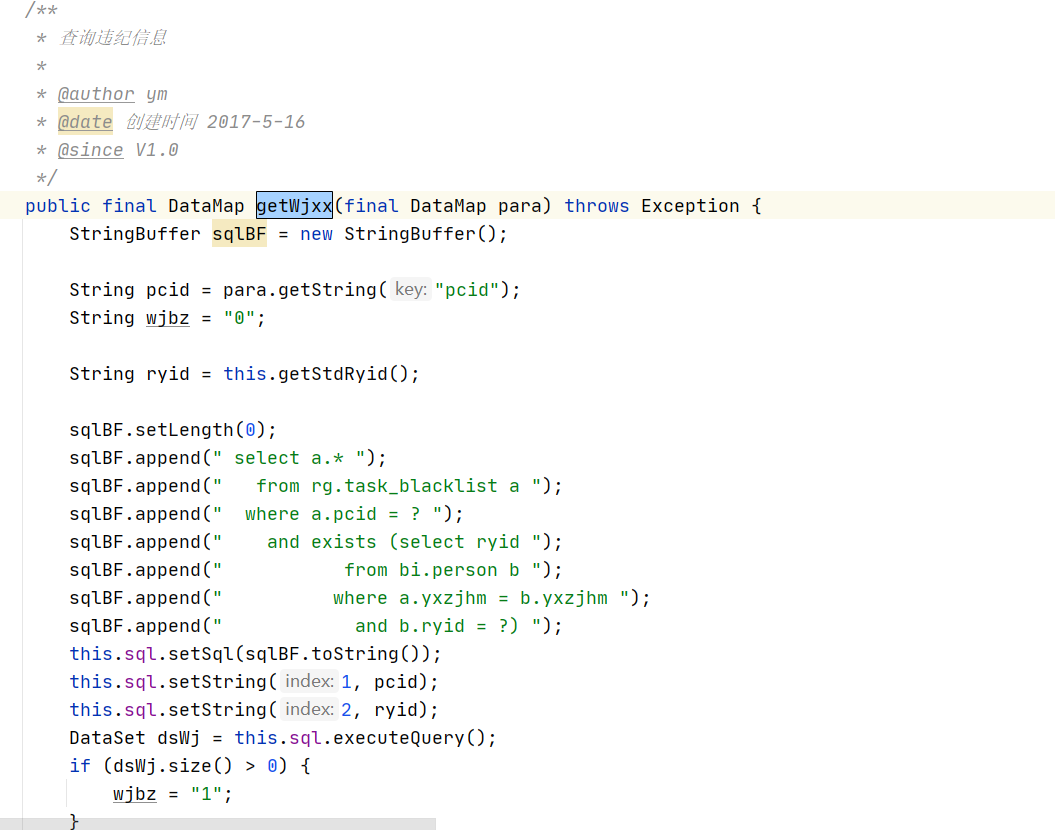 /**
 * 查询违纪信息
 *
 * @author ym
 * @date 创建时间 2017-5-16
 * @since V1.0
 */
public final DataMap getWjxx(final DataMap para) throws Exception {
    StringBuffer sqlBF = new StringBuffer();
    String pcid = para.getString( key: "pcid");
    String wjbz = "0";
    String ryid = this.getStdRyid();
    sqlBF.setLength(0);
    sqlBF.append(" select a.* ");
    sqlBF.append("   from rg.task_blacklist a ");
    sqlBF.append("  where a.pcid = ? ");
    sqlBF.append("    and exists (select ryid ");
    sqlBF.append("           from bi.person b ");
    sqlBF.append("          where a.yxzjhm = b.yxzjhm ");
    sqlBF.append("            and b.ryid = ?) ");
    this.sql.setSql(sqlBF.toString());
    this.sql.setString( index: 1, pcid);
    this.sql.setString( index: 2, ryid);
    DataSet dsWj = this.sql.executeQuery();
    if (dsWj.size() > 0) {
        wjbz = "1";
    }